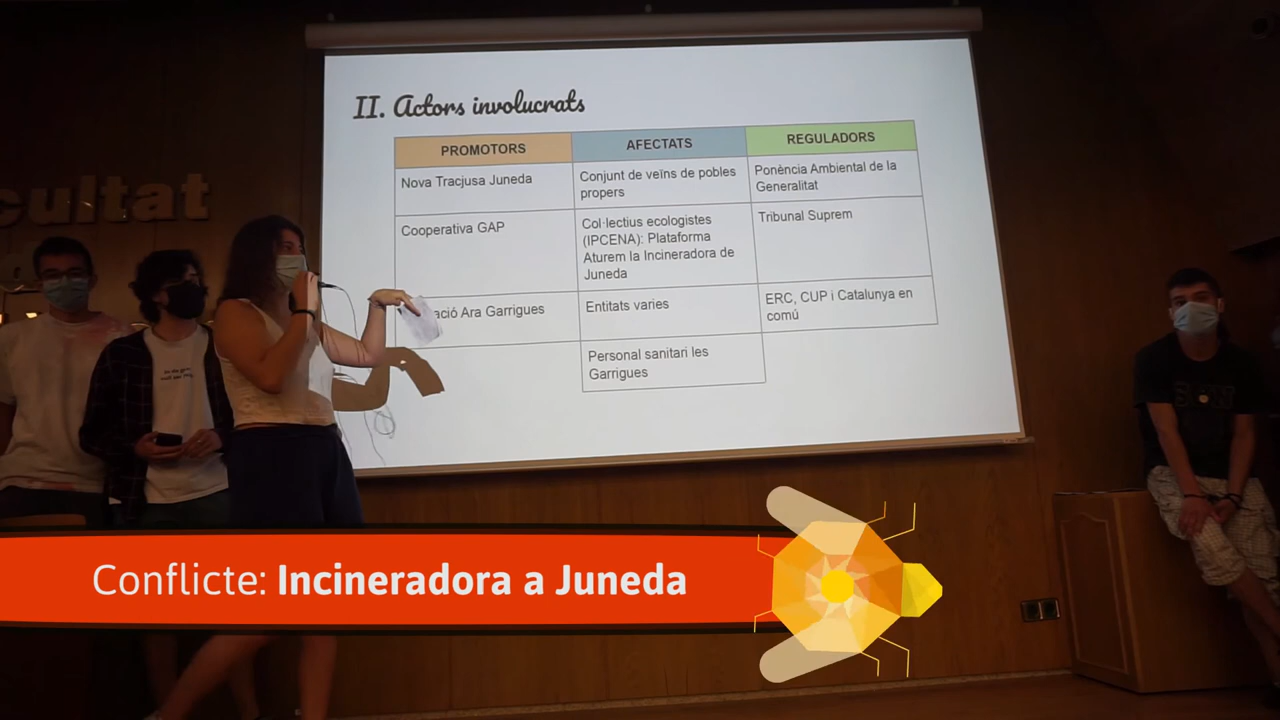 II. Actors involucrats
PROMOTORS
AFECTATS
REGULADORS
Nova Tracjusa Juneda
Conjunt de veïns de pobles
propers
Ponència Ambiental de la
Generalitat
Cooperativa GAP
Col·lectius ecologistes
(IPCENA): Plataforma
Aturem la Incineradora de
Juneda
Tribunal Suprem
Ara Garrigues
Entitats varies
ERC, CUP i Catalunya en
comú
Personal sanitari les
Garrigues
Conflicte: Incineradora a Juneda